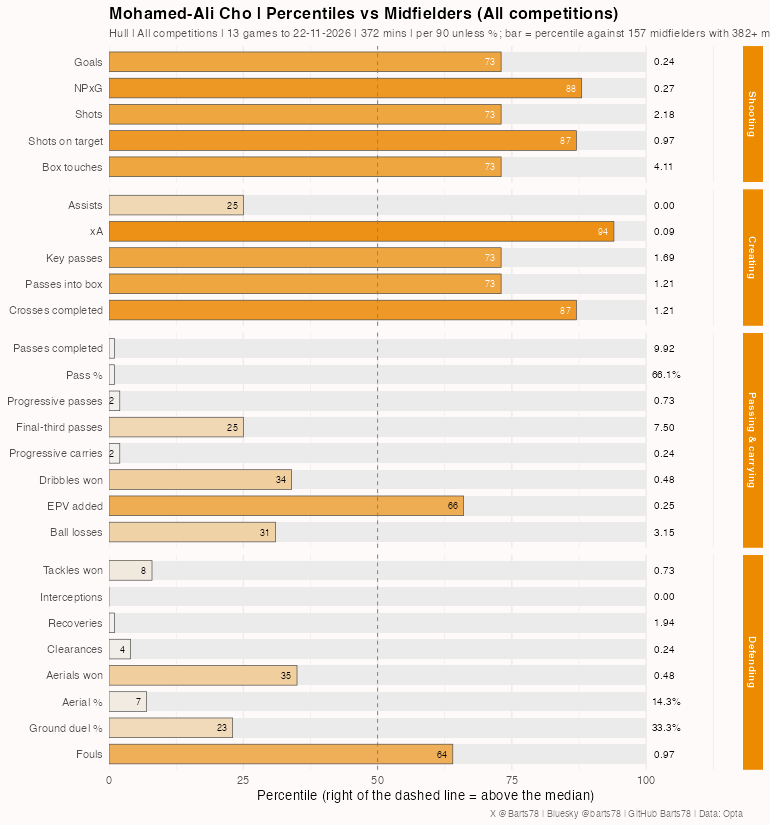 Mohamed-Ali Cho | Percentiles vs Midfielders (All competitions)
Hull | All competitions | 13 games to 22-11-2026 | 372 mins | per 90 unless %; bar = percentile against 157 midfielders with 382+ m
Goals 73 0.24
NPxG 88 0.27
Shots 73 2.18
Shots on target 87 0.97
Box touches 73 4.11
Shooting
Assists 25 0.00
xA 94 0.09
Key passes 73 1.69
Passes into box 73 1.21
Crosses completed 87 1.21
Creating
Passes completed 9.92
Pass % 66.1%
Progressive passes 2 0.73
Final-third passes 25 7.50
Progressive carries 2 0.24
Dribbles won 34 0.48
EPV added 66 0.25
Ball losses 31 3.15
Passing & carrying
Tackles won 8 0.73
Interceptions 0.00
Recoveries 1.94
Clearances 4 0.24
Aerials won 35 0.48
Aerial % 7 14.3%
Ground duel % 23 33.3%
Fouls 64 0.97
Defending
0 25 50 75 100
Percentile (right of the dashed line = above the median)
X @Barts78 | Bluesky @barts78 | GitHub Barts78 | Data: Opta